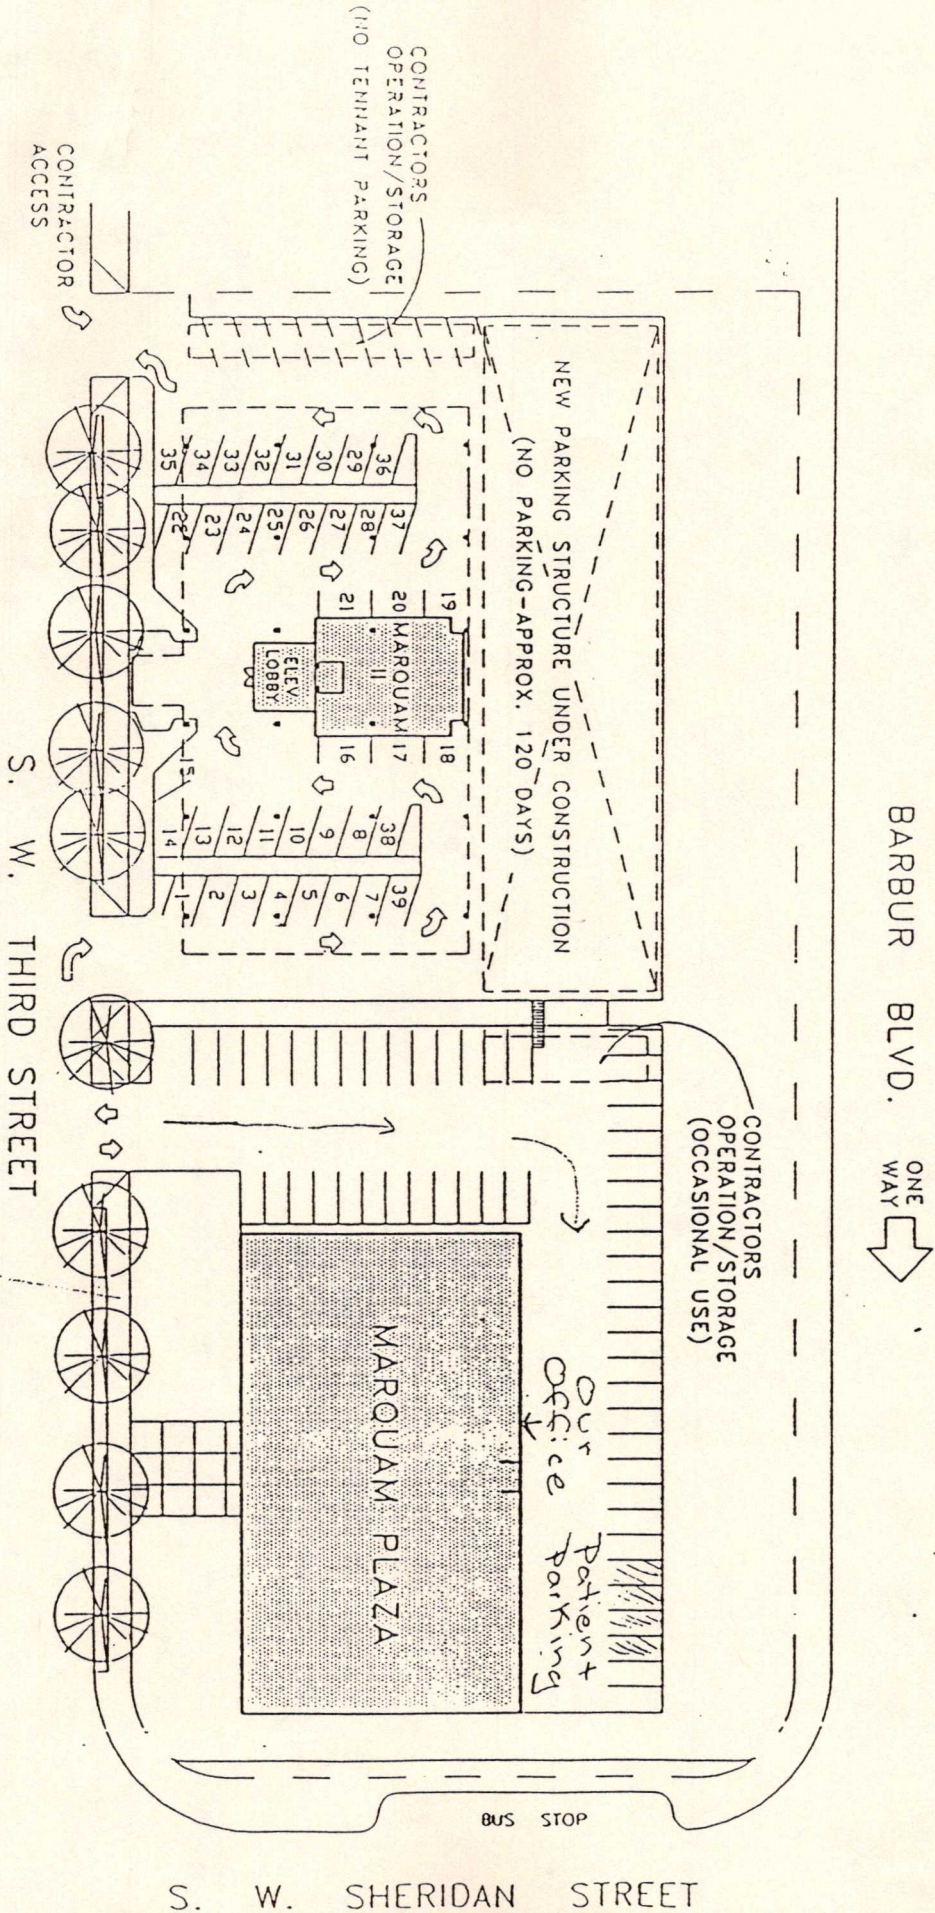 BARBUR BLVD.
ONE
WAY
CONTRACTORS
OPERATION/STORAGE
(NO TENNANT PARKING)
CONTRACTOR
ACCESS
NEW PARKING STRUCTURE UNDER CONSTRUCTION
(NO PARKING-APPROX. 120 DAYS)
CONTRACTORS
OPERATION/STORAGE
(OCCASIONAL USE)
36
29
30
31
32
33
34
35
37
28
27
26
25
24
23
22
19
20
21
MARQUAM
II
ELEV
LOBBY
18
17
16
15
38
8
9
10
11
12
13
14
39
7
6
5
4
3
2
1
Our
Office
Patient
Parking
MARQUAM PLAZA
S. W. THIRD STREET
BUS STOP
S. W. SHERIDAN STREET